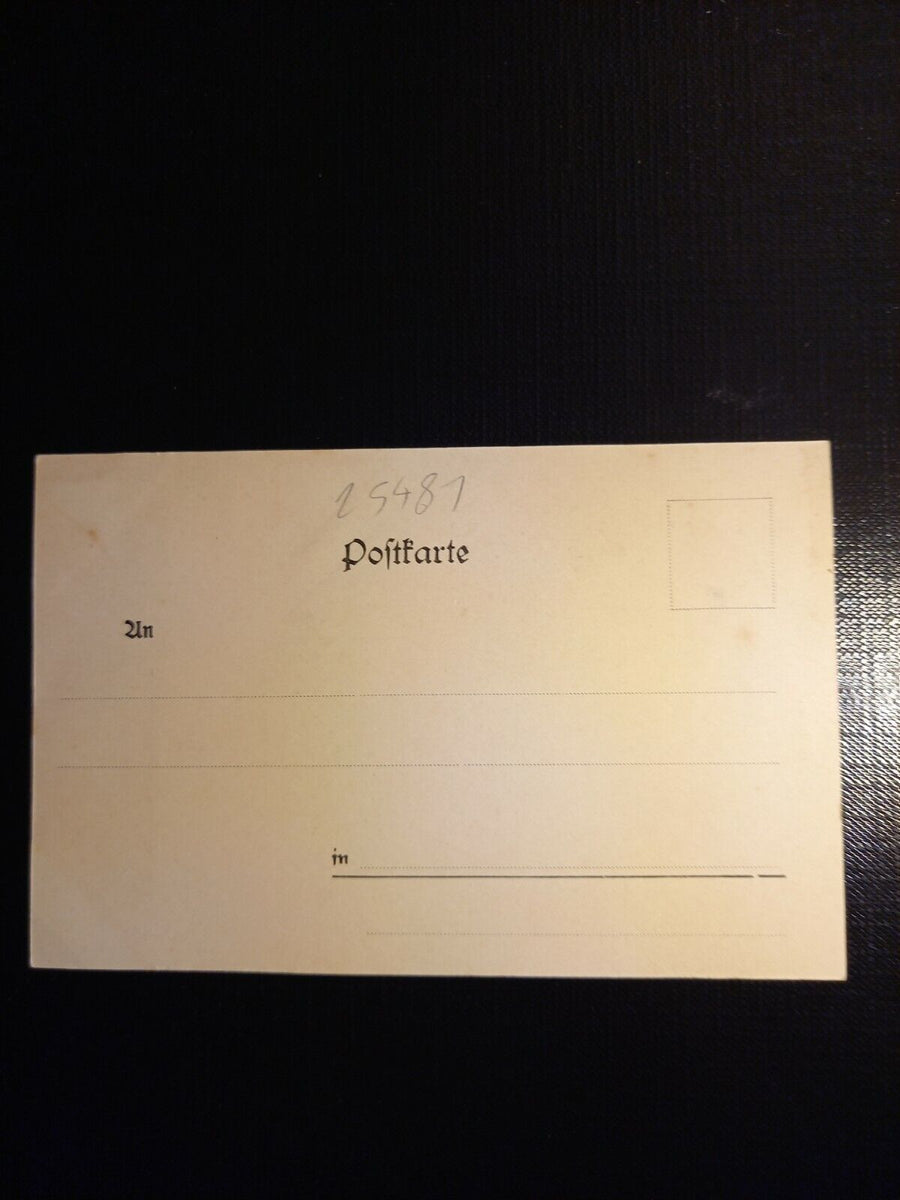 25481
Poſtkarte
An
in